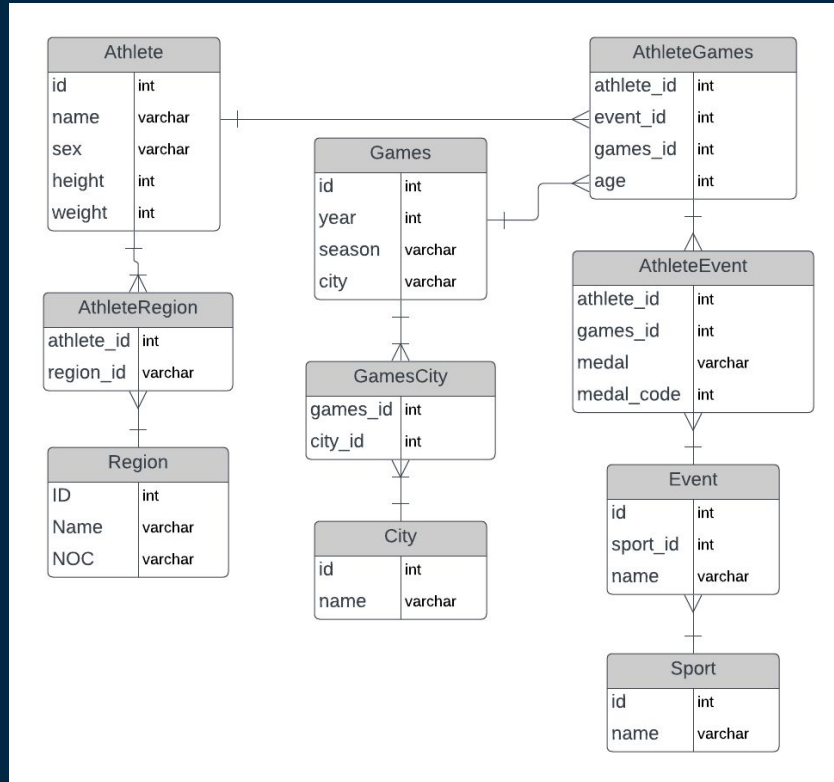 Athlete
id int
name varchar
sex varchar
height int
weight int
AthleteGames
athlete_id int
event_id int
games_id int
age int
Games
id int
year int
season varchar
city varchar
AthleteEvent
athlete_id int
games_id int
medal varchar
medal_code int
AthleteRegion
athlete_id int
region_id varchar
GamesCity
games_id int
city_id int
Region
ID int
Name varchar
NOC varchar
Event
id int
sport_id int
name varchar
City
id int
name varchar
Sport
id int
name varchar